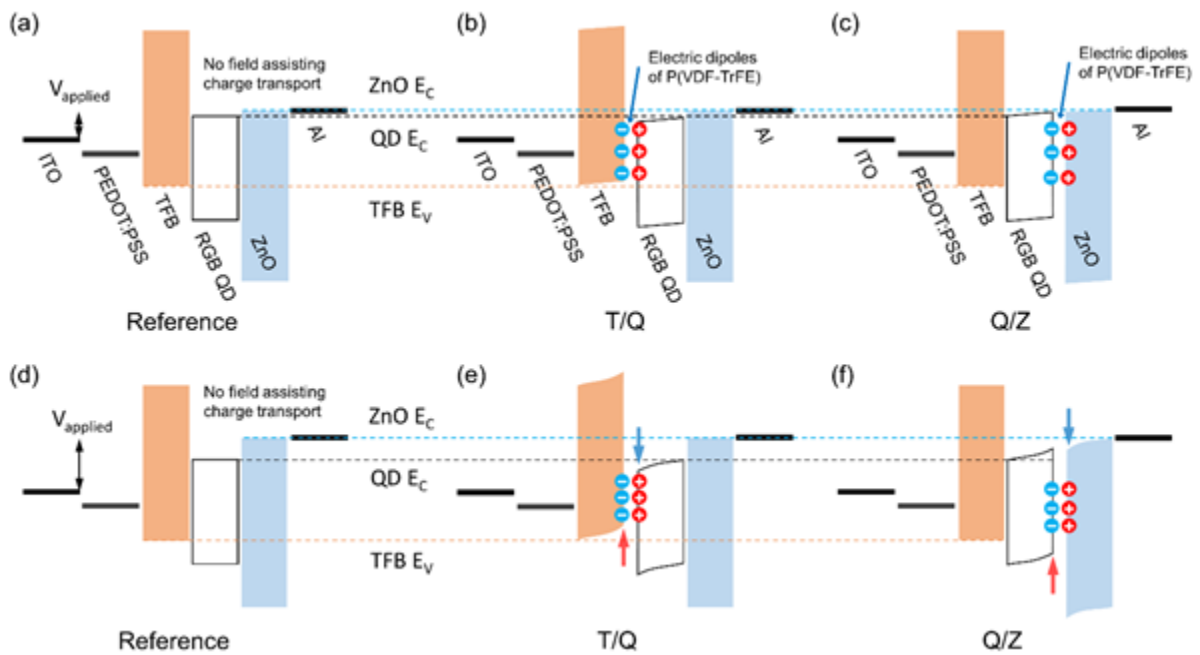 (a)
No field assisting
charge transport
V_applied
ITO
PEDOT:PSS
TFB
RGB QD
ZnO
Al
Reference
ZnO E_C
QD E_C
TFB E_V
(b)
Electric dipoles
of P(VDF-TrFE)
ITO
PEDOT:PSS
TFB
RGB QD
ZnO
Al
T/Q
(c)
Electric dipoles
of P(VDF-TrFE)
ITO
PEDOT:PSS
TFB
RGB QD
ZnO
Al
Q/Z
(d)
No field assisting
charge transport
V_applied
Reference
ZnO E_C
QD E_C
TFB E_V
(e)
T/Q
(f)
Q/Z